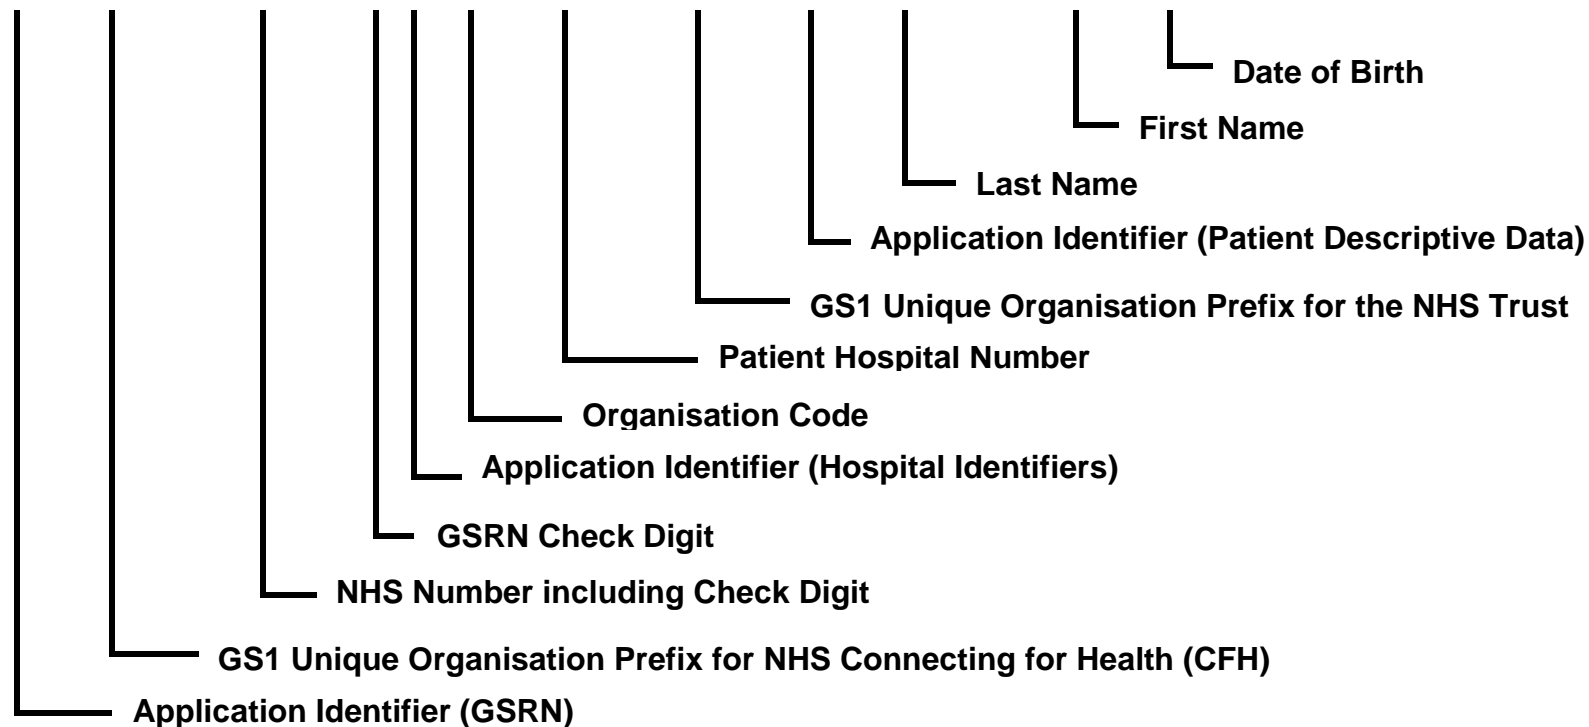 Date of Birth
First Name
Last Name
Application Identifier (Patient Descriptive Data)
GS1 Unique Organisation Prefix for the NHS Trust
Patient Hospital Number
Organisation Code
Application Identifier (Hospital Identifiers)
GSRN Check Digit
NHS Number including Check Digit
GS1 Unique Organisation Prefix for NHS Connecting for Health (CFH)
Application Identifier (GSRN)